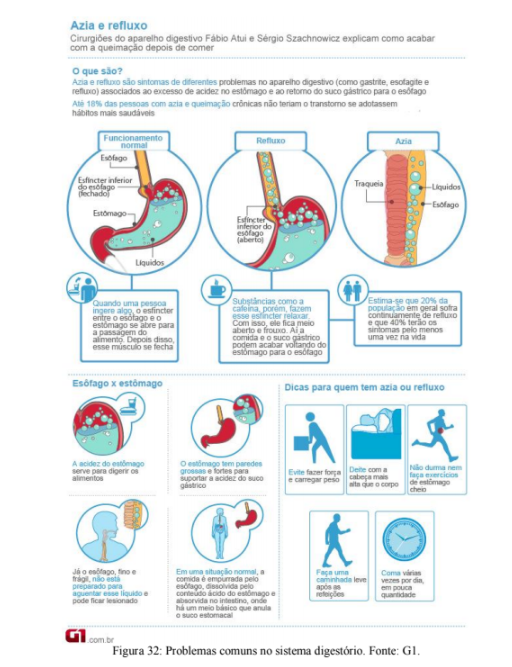 Azia e refluxo
Cirurgiões do aparelho digestivo Fábio Atui e Sérgio Szachnowicz explicam como acabar
com a queimação depois de comer
O que são?
Azia e refluxo são sintomas de diferentes problemas no aparelho digestivo (como gastrite, esofagite e
refluxo) associados ao excesso de acidez no estômago e ao retorno do suco gástrico para o esôfago
Até 18% das pessoas com azia e queimação crônicas não teriam o transtorno se adotassem
hábitos mais saudáveis
Funcionamento
normal
Esôfago
Esfíncter inferior
do esôfago
(fechado)
Estômago
Líquidos
Refluxo
Esfíncter
inferior do
esôfago
(aberto)
Azia
Traqueia
Líquidos
Esôfago
Quando uma pessoa
ingere algo, o esfíncter
entre o esôfago e o
estômago se abre para
a passagem do
alimento. Depois disso,
esse músculo se fecha
Substâncias como a
cafeína, porém, fazem
esse esfíncter relaxar.
Com isso, ele fica meio
aberto e frouxo. Aí a
comida e o suco gástrico
podem acabar voltando do
estômago para o esôfago
Estima-se que 20% da
população em geral sofra
continuamente de refluxo
e que 40% terão os
sintomas pelo menos
uma vez na vida
Esôfago x estômago
A acidez do estômago
serve para digerir os
alimentos
O estômago tem paredes
grossas e fortes para
suportar a acidez do suco
gástrico
Já o esôfago, fino e
frágil, não está
preparado para
aguentar esse líquido e
pode ficar lesionado
Em uma situação normal, a
comida é empurrada pelo
esôfago, dissolvida pelo
conteúdo ácido do estômago e
absorvida no intestino, onde
há um meio básico que anula
o suco estomacal
Dicas para quem tem azia ou refluxo
Evite fazer força
e carregar peso
Deite com a
cabeça mais
alta que o corpo
Não durma nem
faça exercícios
de estômago
cheio
Faça uma
caminhada leve
após as
refeições
Coma várias
vezes por dia,
em pouca
quantidade
G1 .com.br
Figura 32: Problemas comuns no sistema digestório. Fonte: G1.